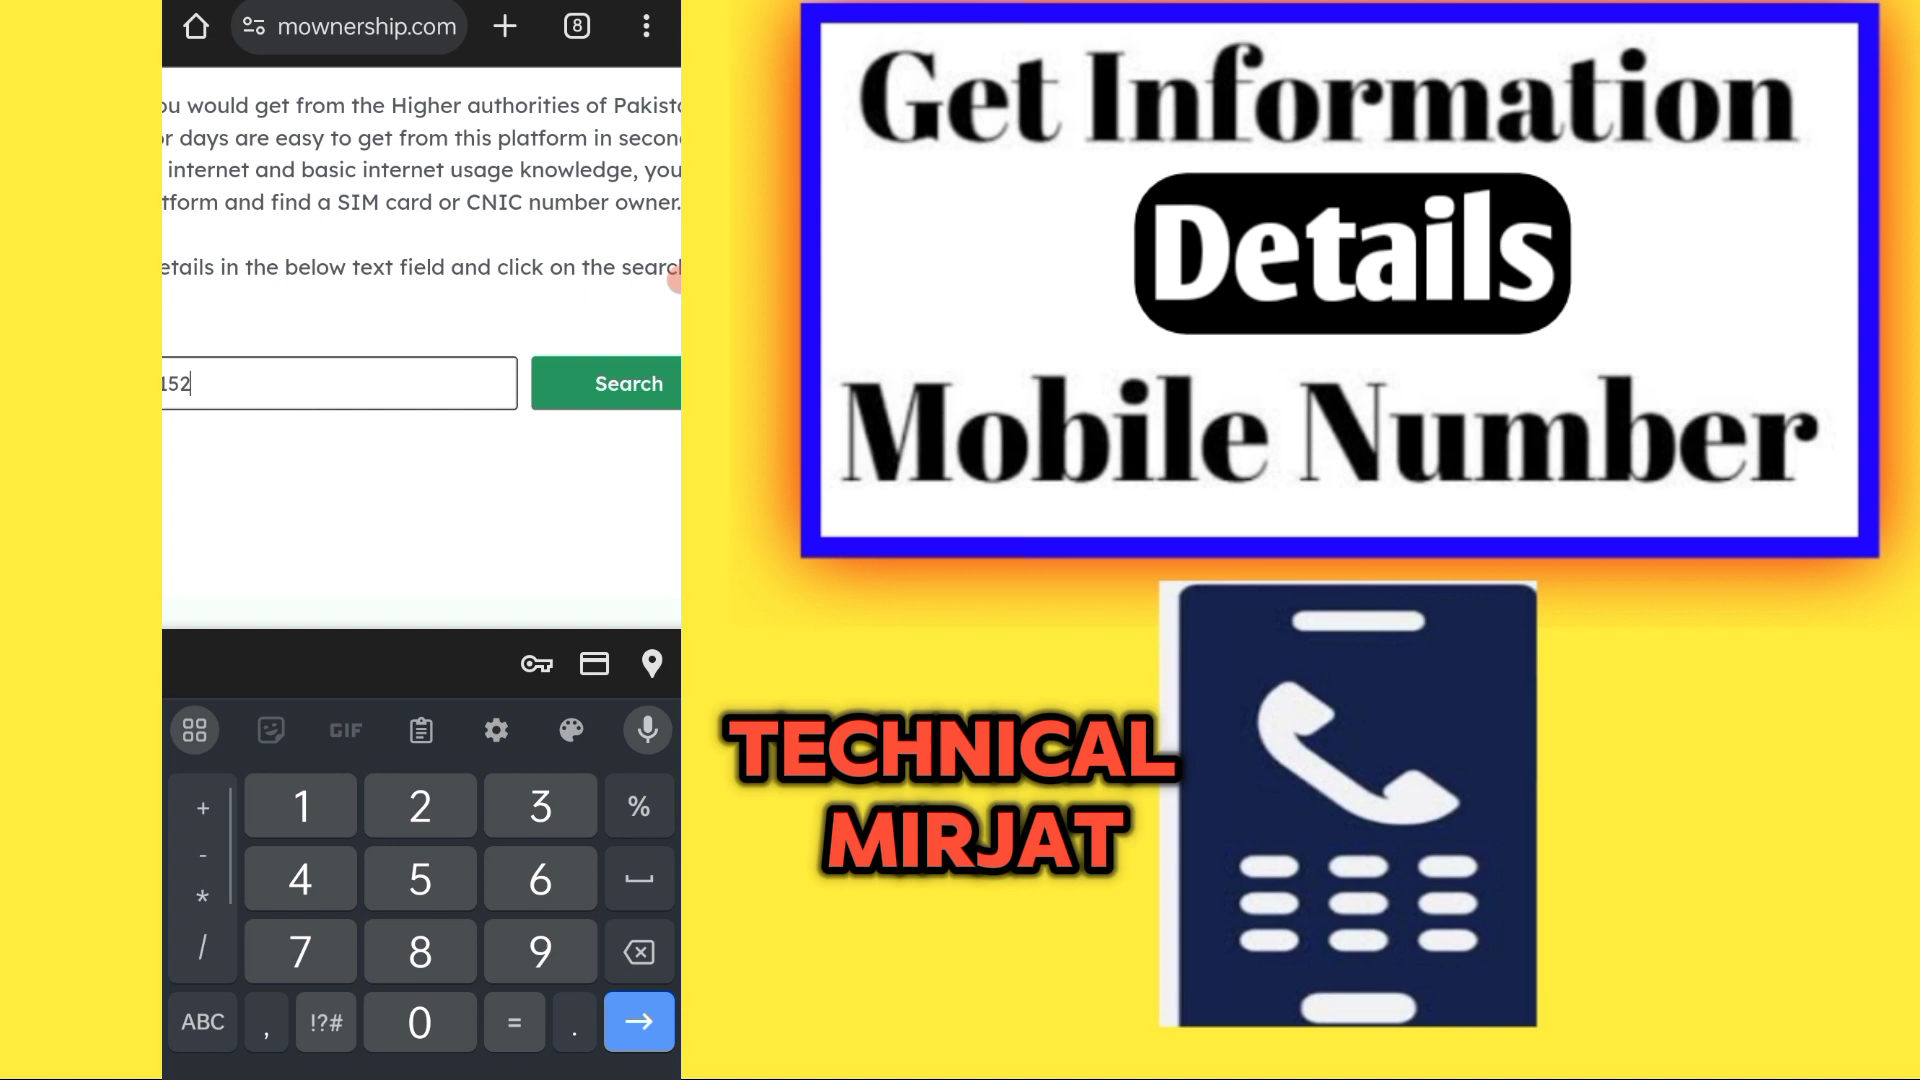 mownership.com
8
ou would get from the Higher authorities of Pakist
or days are easy to get from this platform in secon
internet and basic internet usage knowledge, you
tform and find a SIM card or CNIC number owner.
etails in the below text field and click on the searc
152
Search
GIF
+ 1 2 3 %
- 4 5 6
*
/ 7 8 9
ABC , !?# 0 = .
Get Information
Details
Mobile Number
TECHNICAL
MIRJAT